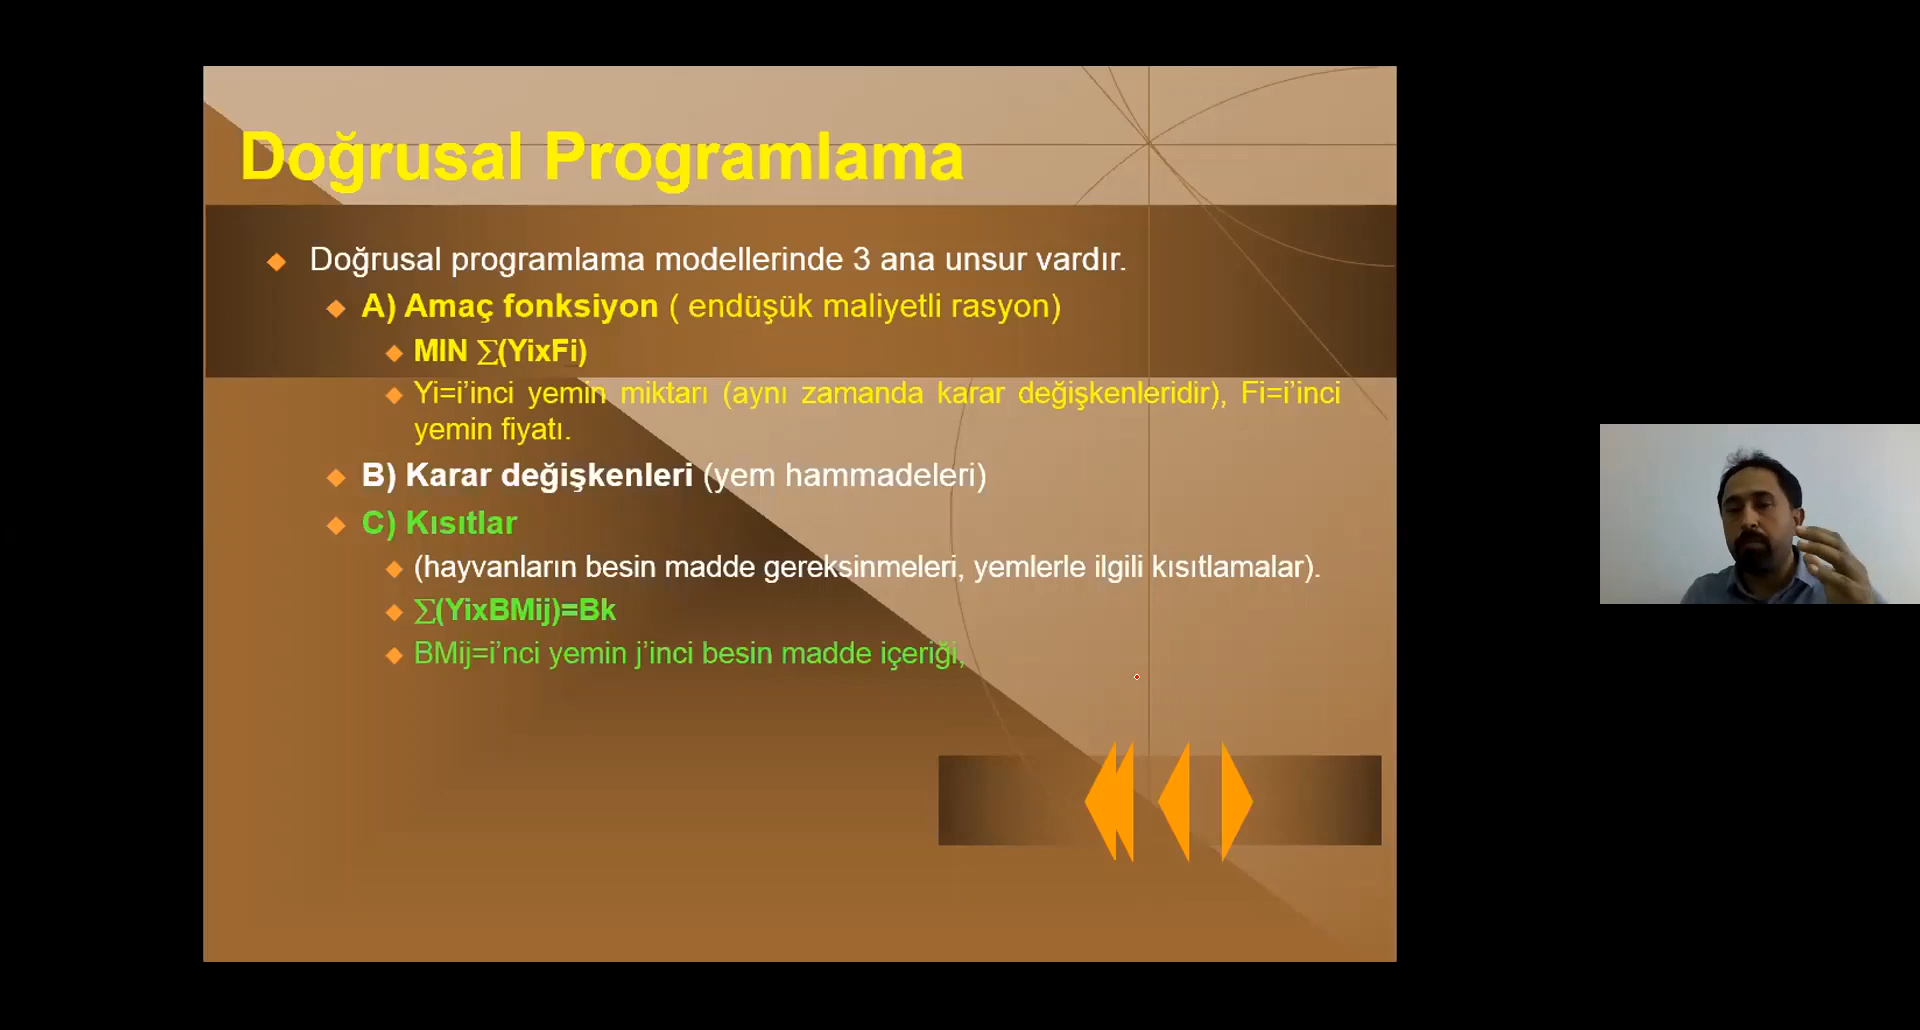 Doğrusal Programlama
Doğrusal programlama modellerinde 3 ana unsur vardır.
A) Amaç fonksiyon ( endüşük maliyetli rasyon)
MIN ∑(YixFi)
Yi=i’inci yemin miktarı (aynı zamanda karar değişkenleridir), Fi=i’inci
yemin fiyatı.
B) Karar değişkenleri (yem hammadeleri)
C) Kısıtlar
(hayvanların besin madde gereksinmeleri, yemlerle ilgili kısıtlamalar).
∑(YixBMij)=Bk
BMij=i’nci yemin j’inci besin madde içeriği,